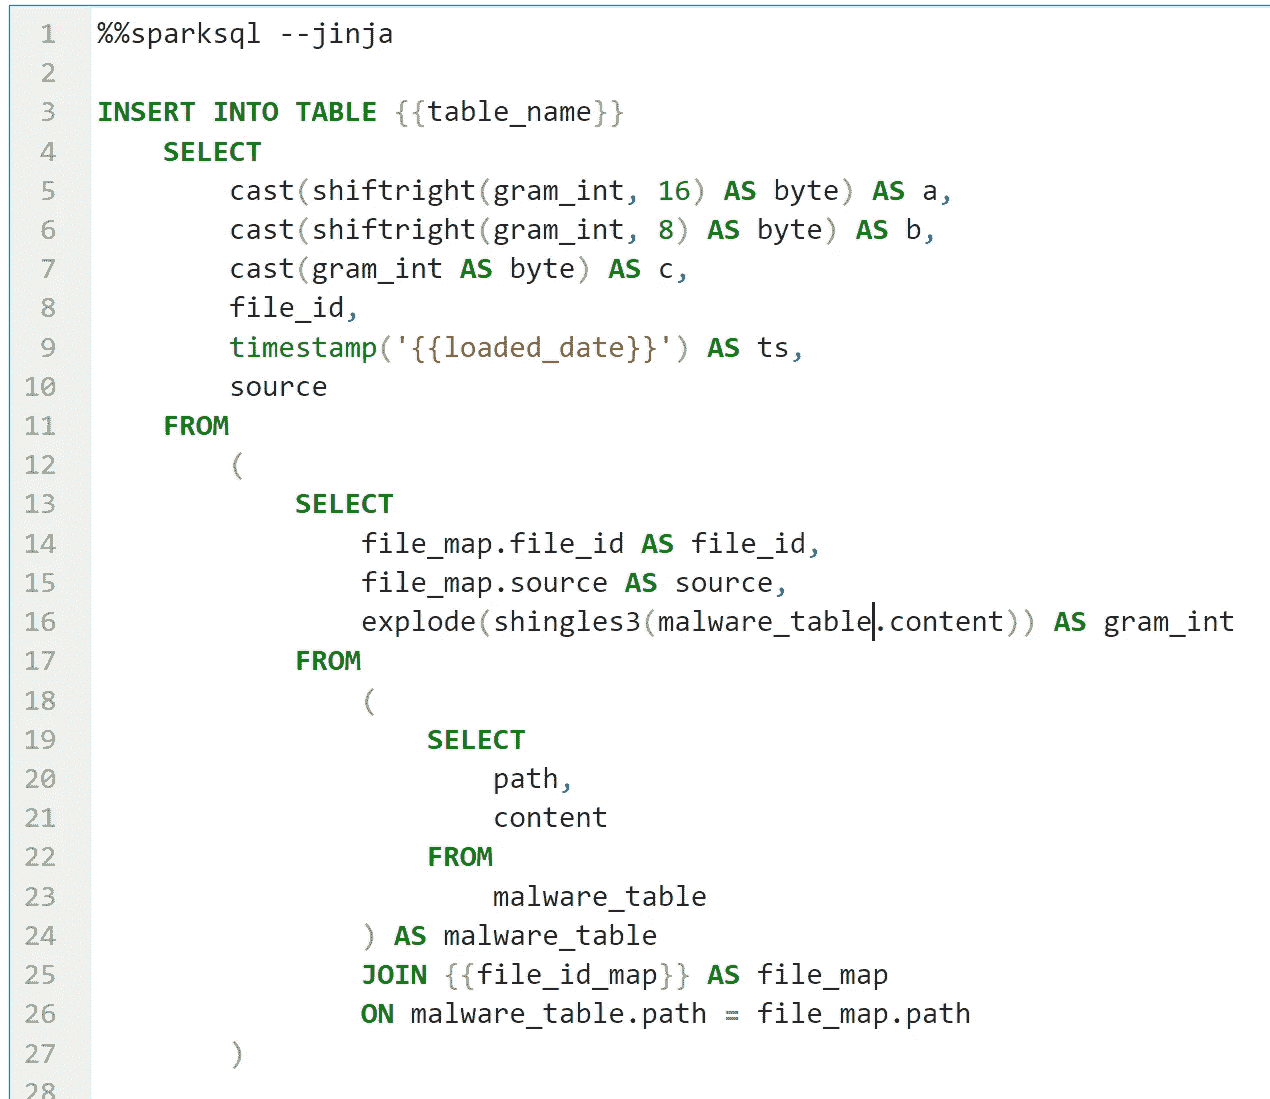 1 %%sparksql --jinja
2
3 INSERT INTO TABLE {{table_name}}
4     SELECT
5         cast(shiftright(gram_int, 16) AS byte) AS a,
6         cast(shiftright(gram_int, 8) AS byte) AS b,
7         cast(gram_int AS byte) AS c,
8         file_id,
9         timestamp('{{loaded_date}}') AS ts,
10         source
11     FROM
12         (
13             SELECT
14                 file_map.file_id AS file_id,
15                 file_map.source AS source,
16                 explode(shingles3(malware_table.content)) AS gram_int
17             FROM
18                 (
19                     SELECT
20                         path,
21                         content
22                     FROM
23                         malware_table
24                 ) AS malware_table
25                 JOIN {{file_id_map}} AS file_map
26                 ON malware_table.path = file_map.path
27         )
28